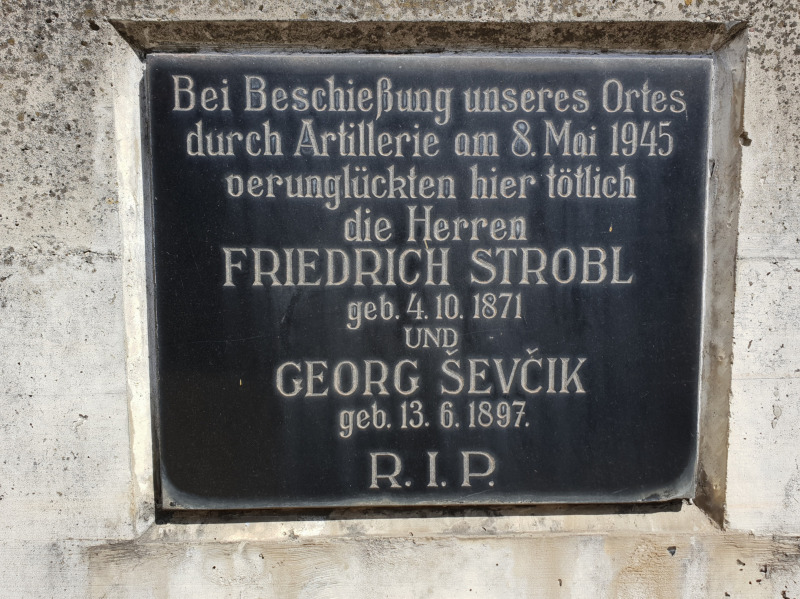 Bei Beschießung unseres Ortes
durch Artillerie am 8. Mai 1945
verunglückten hier tötlich
die Herren
FRIEDRICH STROBL
geb. 4. 10. 1871
UND
GEORG ŠEVČIK
geb. 13. 6. 1897.
R. I. P.